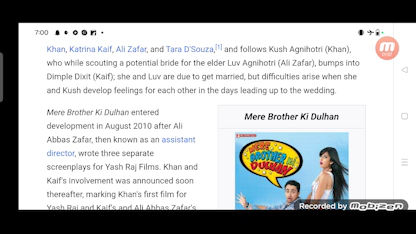 7:00
Khan, Katrina Kaif, Ali Zafar, and Tara D'Souza,[1] and follows Kush Agnihotri (Khan),
who while scouting a potential bride for the elder Luv Agnihotri (Ali Zafar), bumps into
Dimple Dixit (Kaif); she and Luv are due to get married, but difficulties arise when she
and Kush develop feelings for each other in the days leading up to the wedding.
Mere Brother Ki Dulhan entered
development in August 2010 after Ali
Abbas Zafar, then known as an assistant
director, wrote three separate
screenplays for Yash Raj Films. Khan and
Kaif's involvement was announced soon
thereafter, marking Khan's first film for
Yash Raj and Kaif's and Ali Abbas Zafar's
Mere Brother Ki Dulhan
MERE
BROTHER KI
DULHAN
Recorded by MOBIZEN